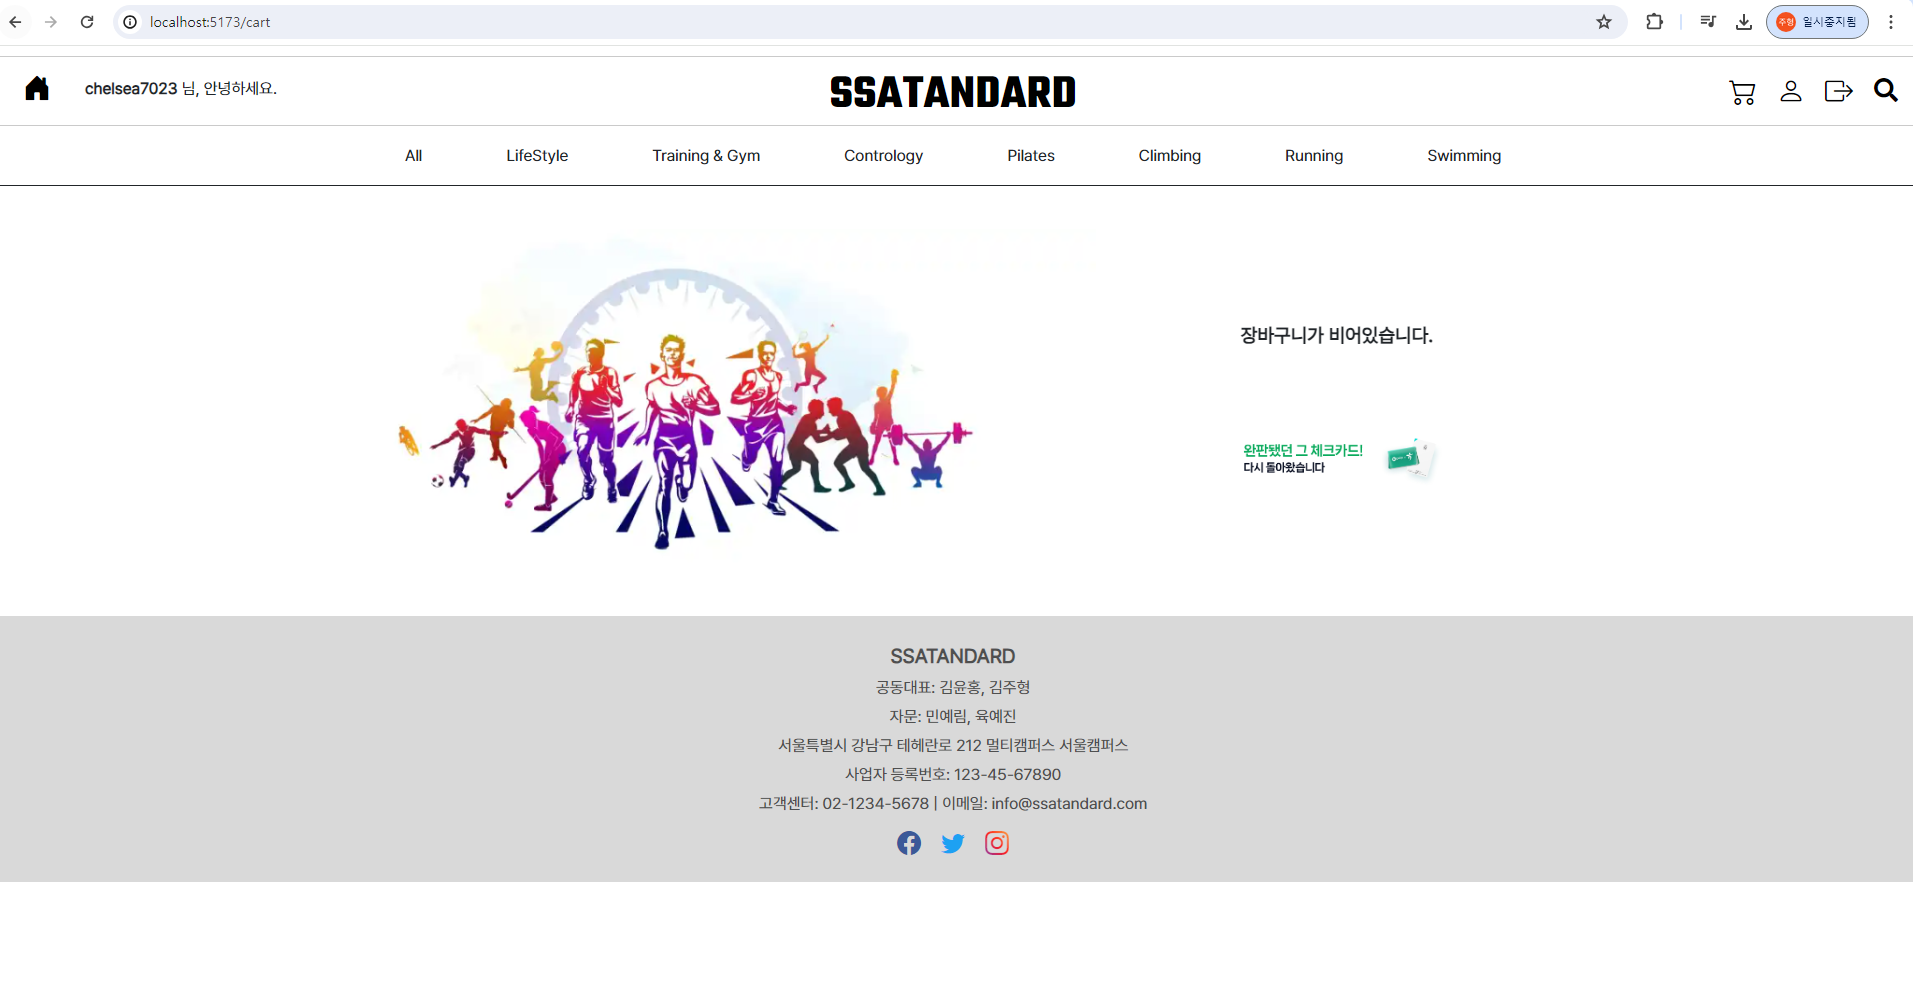 localhost:5173/cart
주형 일시중지됨
chelsea7023 님, 안녕하세요.
SSATANDARD
All LifeStyle Training & Gym Contrology Pilates Climbing Running Swimming
장바구니가 비어있습니다.
완판됐던 그 체크카드!
다시 돌아왔습니다
SSATANDARD
공동대표: 김윤홍, 김주형
자문: 민예림, 육예진
서울특별시 강남구 테헤란로 212 멀티캠퍼스 서울캠퍼스
사업자 등록번호: 123-45-67890
고객센터: 02-1234-5678 | 이메일: info@ssatandard.com